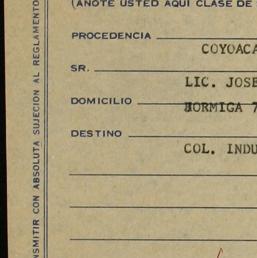 (ANOTE USTED AQUI CLASE DE
PROCEDENCIA
COYOACA
SR.
LIC. JOSE
DOMICILIO
HORMIGA 7
DESTINO
COL. INDU
NSMITIR CON ABSOLUTA SUJECION AL REGLAMENTO